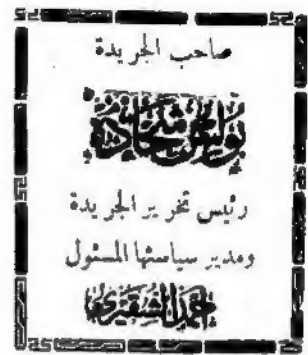 صاحب الجريدة
بولس شحادة
رئيس تحرير الجريدة
ومدير سياستها المسئول
احمد الشقيري